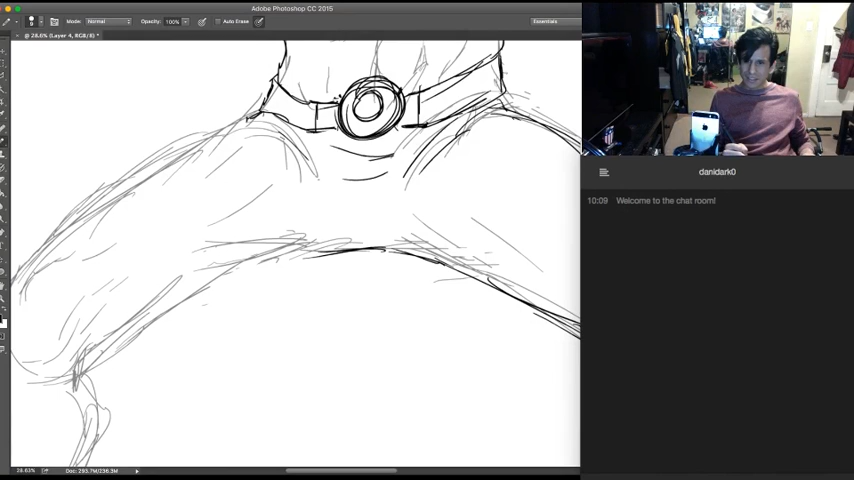 Adobe Photoshop CC 2015
Mode: Normal Opacity: 100% Auto Erase Essentials
@ 28.6% (Layer 4, RGB/8) *
danidark0
10:09 Welcome to the chat room!
28.63% Doc: 293.7M/236.3M